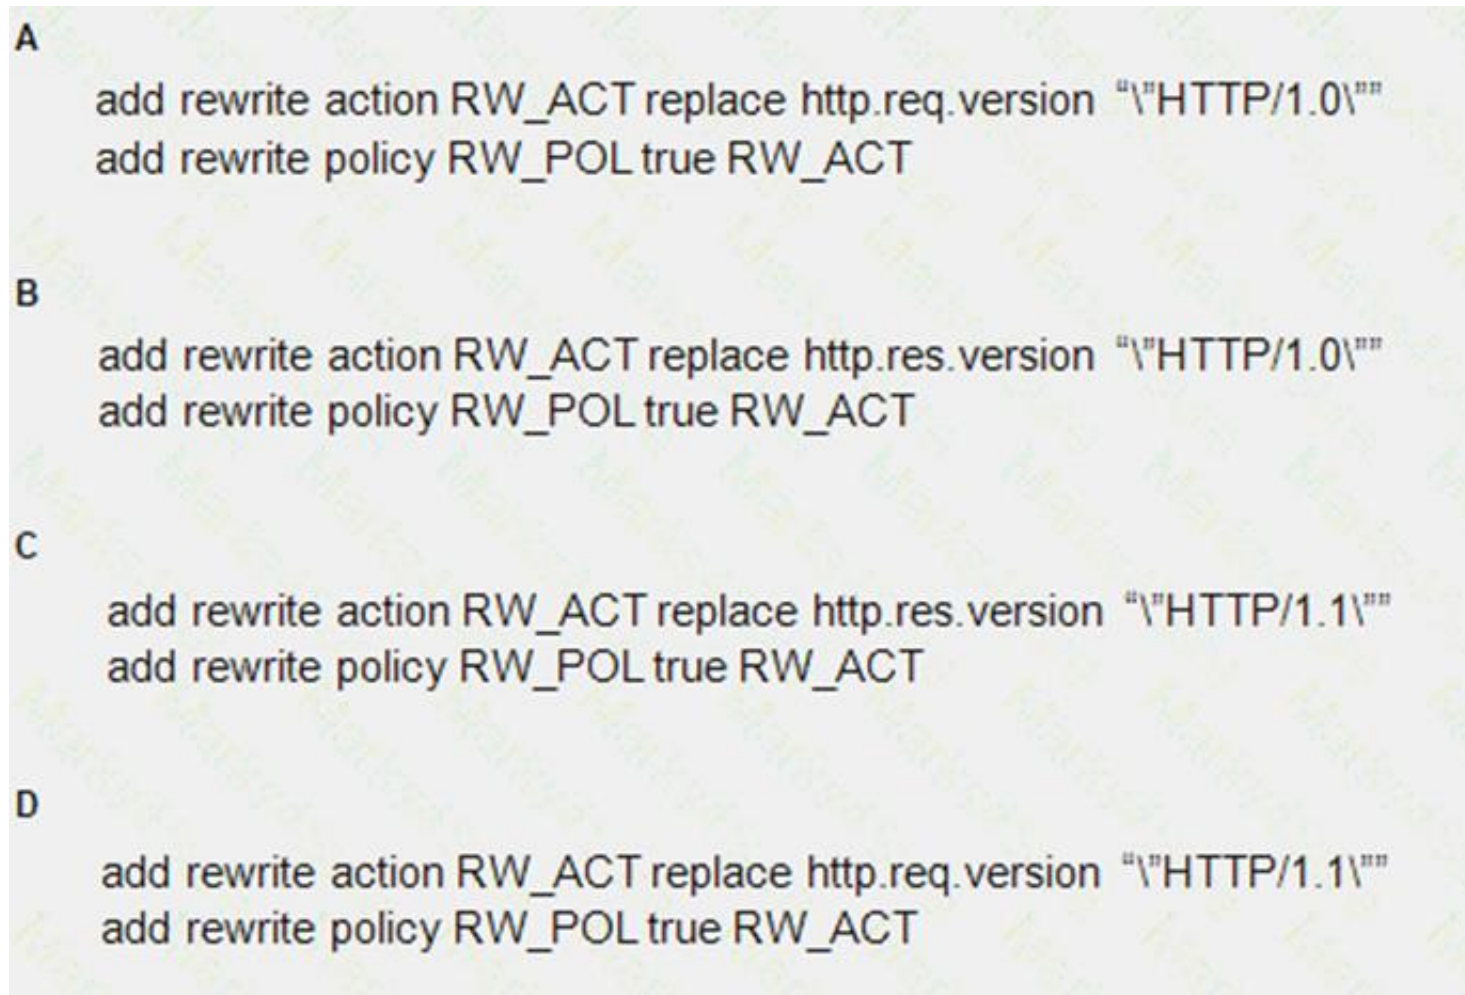 A
add rewrite action RW_ACT replace http.req.version “\”HTTP/1.0\””
add rewrite policy RW_POL true RW_ACT
B
add rewrite action RW_ACT replace http.res.version “\”HTTP/1.0\””
add rewrite policy RW_POL true RW_ACT
C
add rewrite action RW_ACT replace http.res.version “\”HTTP/1.1\””
add rewrite policy RW_POL true RW_ACT
D
add rewrite action RW_ACT replace http.req.version “\”HTTP/1.1\””
add rewrite policy RW_POL true RW_ACT